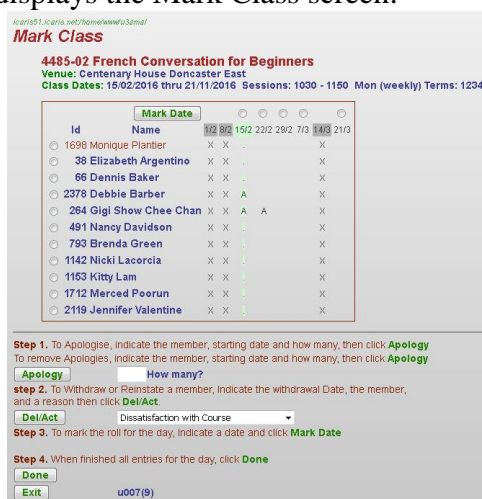 displays the Mark Class screen.
icaris51.icaris.net/home/www/u3amal
Mark Class
4485-02 French Conversation for Beginners
Venue: Centenary House Doncaster East
Class Dates: 15/02/2016 thru 21/11/2016 Sessions: 1030 - 1150 Mon (weekly) Terms: 1234
Mark Date
Id Name 1/2 8/2 15/2 22/2 29/2 7/3 14/3 21/3
1698 Monique Plantier X X . X
38 Elizabeth Argentino X X . X
66 Dennis Baker X X . X
2378 Debbie Barber X X A X
264 Gigi Show Chee Chan X X A A X
491 Nancy Davidson X X . X
793 Brenda Green X X . X
1142 Nicki Lacorcia X X . X
1153 Kitty Lam X X . X
1712 Merced Poorun X X . X
2119 Jennifer Valentine X X . X
Step 1. To Apologise, indicate the member, starting date and how many, then click Apology
To remove Apologies, indicate the member, starting date and how many, then click Apology
Apology How many?
step 2. To Withdraw or Reinstate a member, Indicate the withdrawal Date, the member,
and a reason then click Del/Act.
Del/Act Dissatisfaction with Course
Step 3. To mark the roll for the day, Indicate a date and click Mark Date
Step 4. When finished all entries for the day, click Done
Done
Exit u007(9)